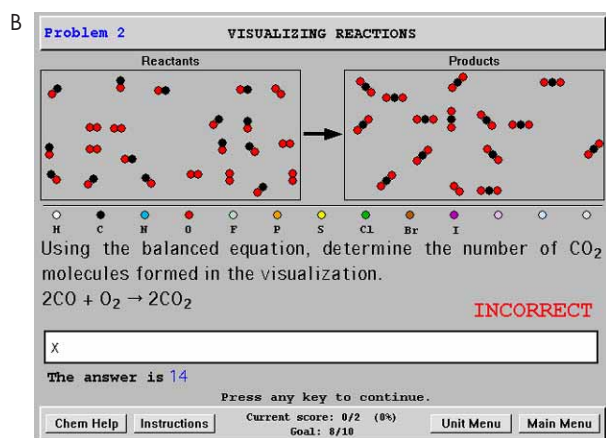 B
Problem 2 VISUALIZING REACTIONS
Reactants Products
H C N O F P S Cl Br I
Using the balanced equation, determine the number of CO₂
molecules formed in the visualization.
2CO + O₂ → 2CO₂
INCORRECT
X
The answer is 14
Press any key to continue.
Chem Help Instructions Current score: 0/2 (0%) Unit Menu Main Menu
Goal: 8/10